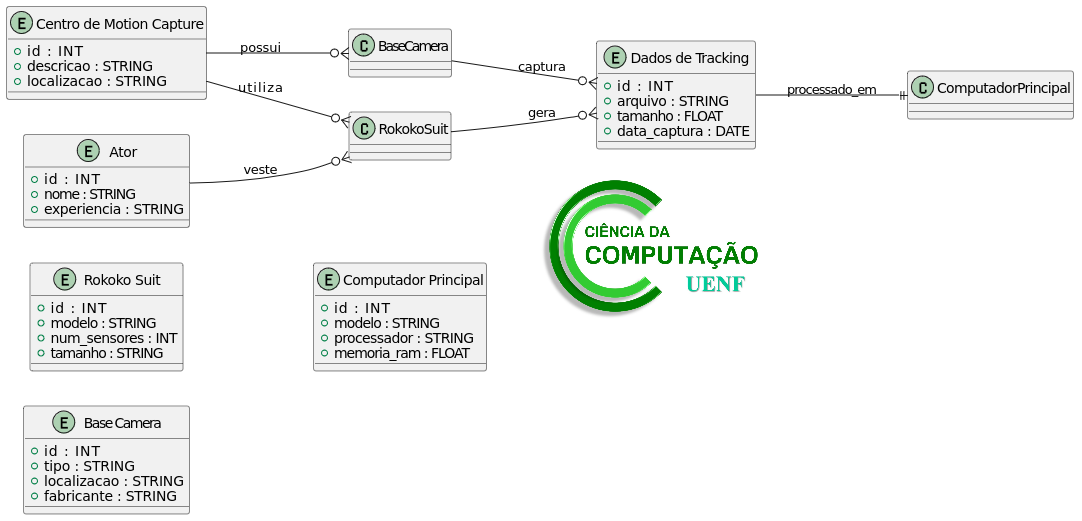 E Centro de Motion Capture
id : INT
descricao : STRING
localizacao : STRING
possui
utiliza
C BaseCamera
captura
C RokokoSuit
gera
E Dados de Tracking
id : INT
arquivo : STRING
tamanho : FLOAT
data_captura : DATE
processado_em
C ComputadorPrincipal
E Ator
id : INT
nome : STRING
experiencia : STRING
veste
CIÊNCIA DA
COMPUTAÇÃO
UENF
E Rokoko Suit
id : INT
modelo : STRING
num_sensores : INT
tamanho : STRING
E Computador Principal
id : INT
modelo : STRING
processador : STRING
memoria_ram : FLOAT
E Base Camera
id : INT
tipo : STRING
localizacao : STRING
fabricante : STRING